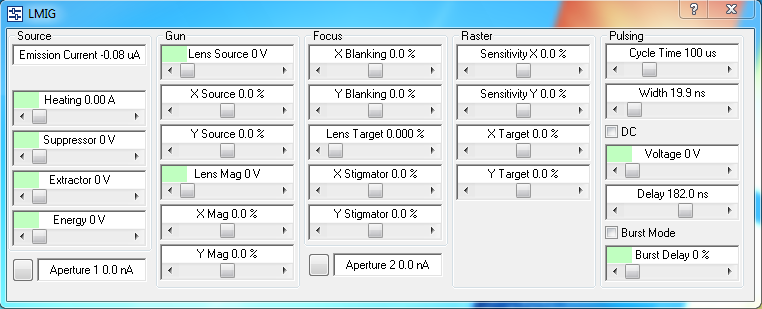 LMIG
Source
Emission Current -0.08 uA
Heating 0.00 A
Suppressor 0 V
Extractor 0 V
Energy 0 V
Aperture 1 0.0 nA
Gun
Lens Source 0 V
X Source 0.0 %
Y Source 0.0 %
Lens Mag 0 V
X Mag 0.0 %
Y Mag 0.0 %
Focus
X Blanking 0.0 %
Y Blanking 0.0 %
Lens Target 0.000 %
X Stigmator 0.0 %
Y Stigmator 0.0 %
Aperture 2 0.0 nA
Raster
Sensitivity X 0.0 %
Sensitivity Y 0.0 %
X Target 0.0 %
Y Target 0.0 %
Pulsing
Cycle Time 100 us
Width 19.9 ns
DC
Voltage 0 V
Delay 182.0 ns
Burst Mode
Burst Delay 0 %